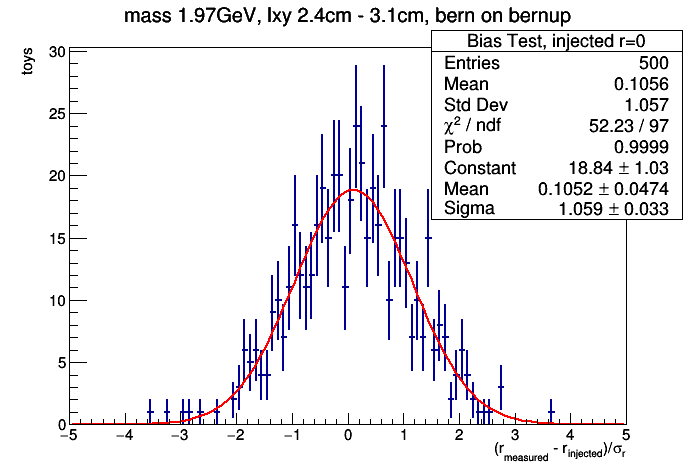 mass 1.97GeV, lxy 2.4cm - 3.1cm, bern on bernup
Bias Test, injected r=0
Entries 500
Mean 0.1056
Std Dev 1.057
χ² / ndf 52.23 / 97
Prob 0.9999
Constant 18.84 ± 1.03
Mean 0.1052 ± 0.0474
Sigma 1.059 ± 0.033
toys
30
25
20
15
10
5
0
−5 −4 −3 −2 −1 0 1 2 3 4 5
(r_measured - r_injected)/σ_r